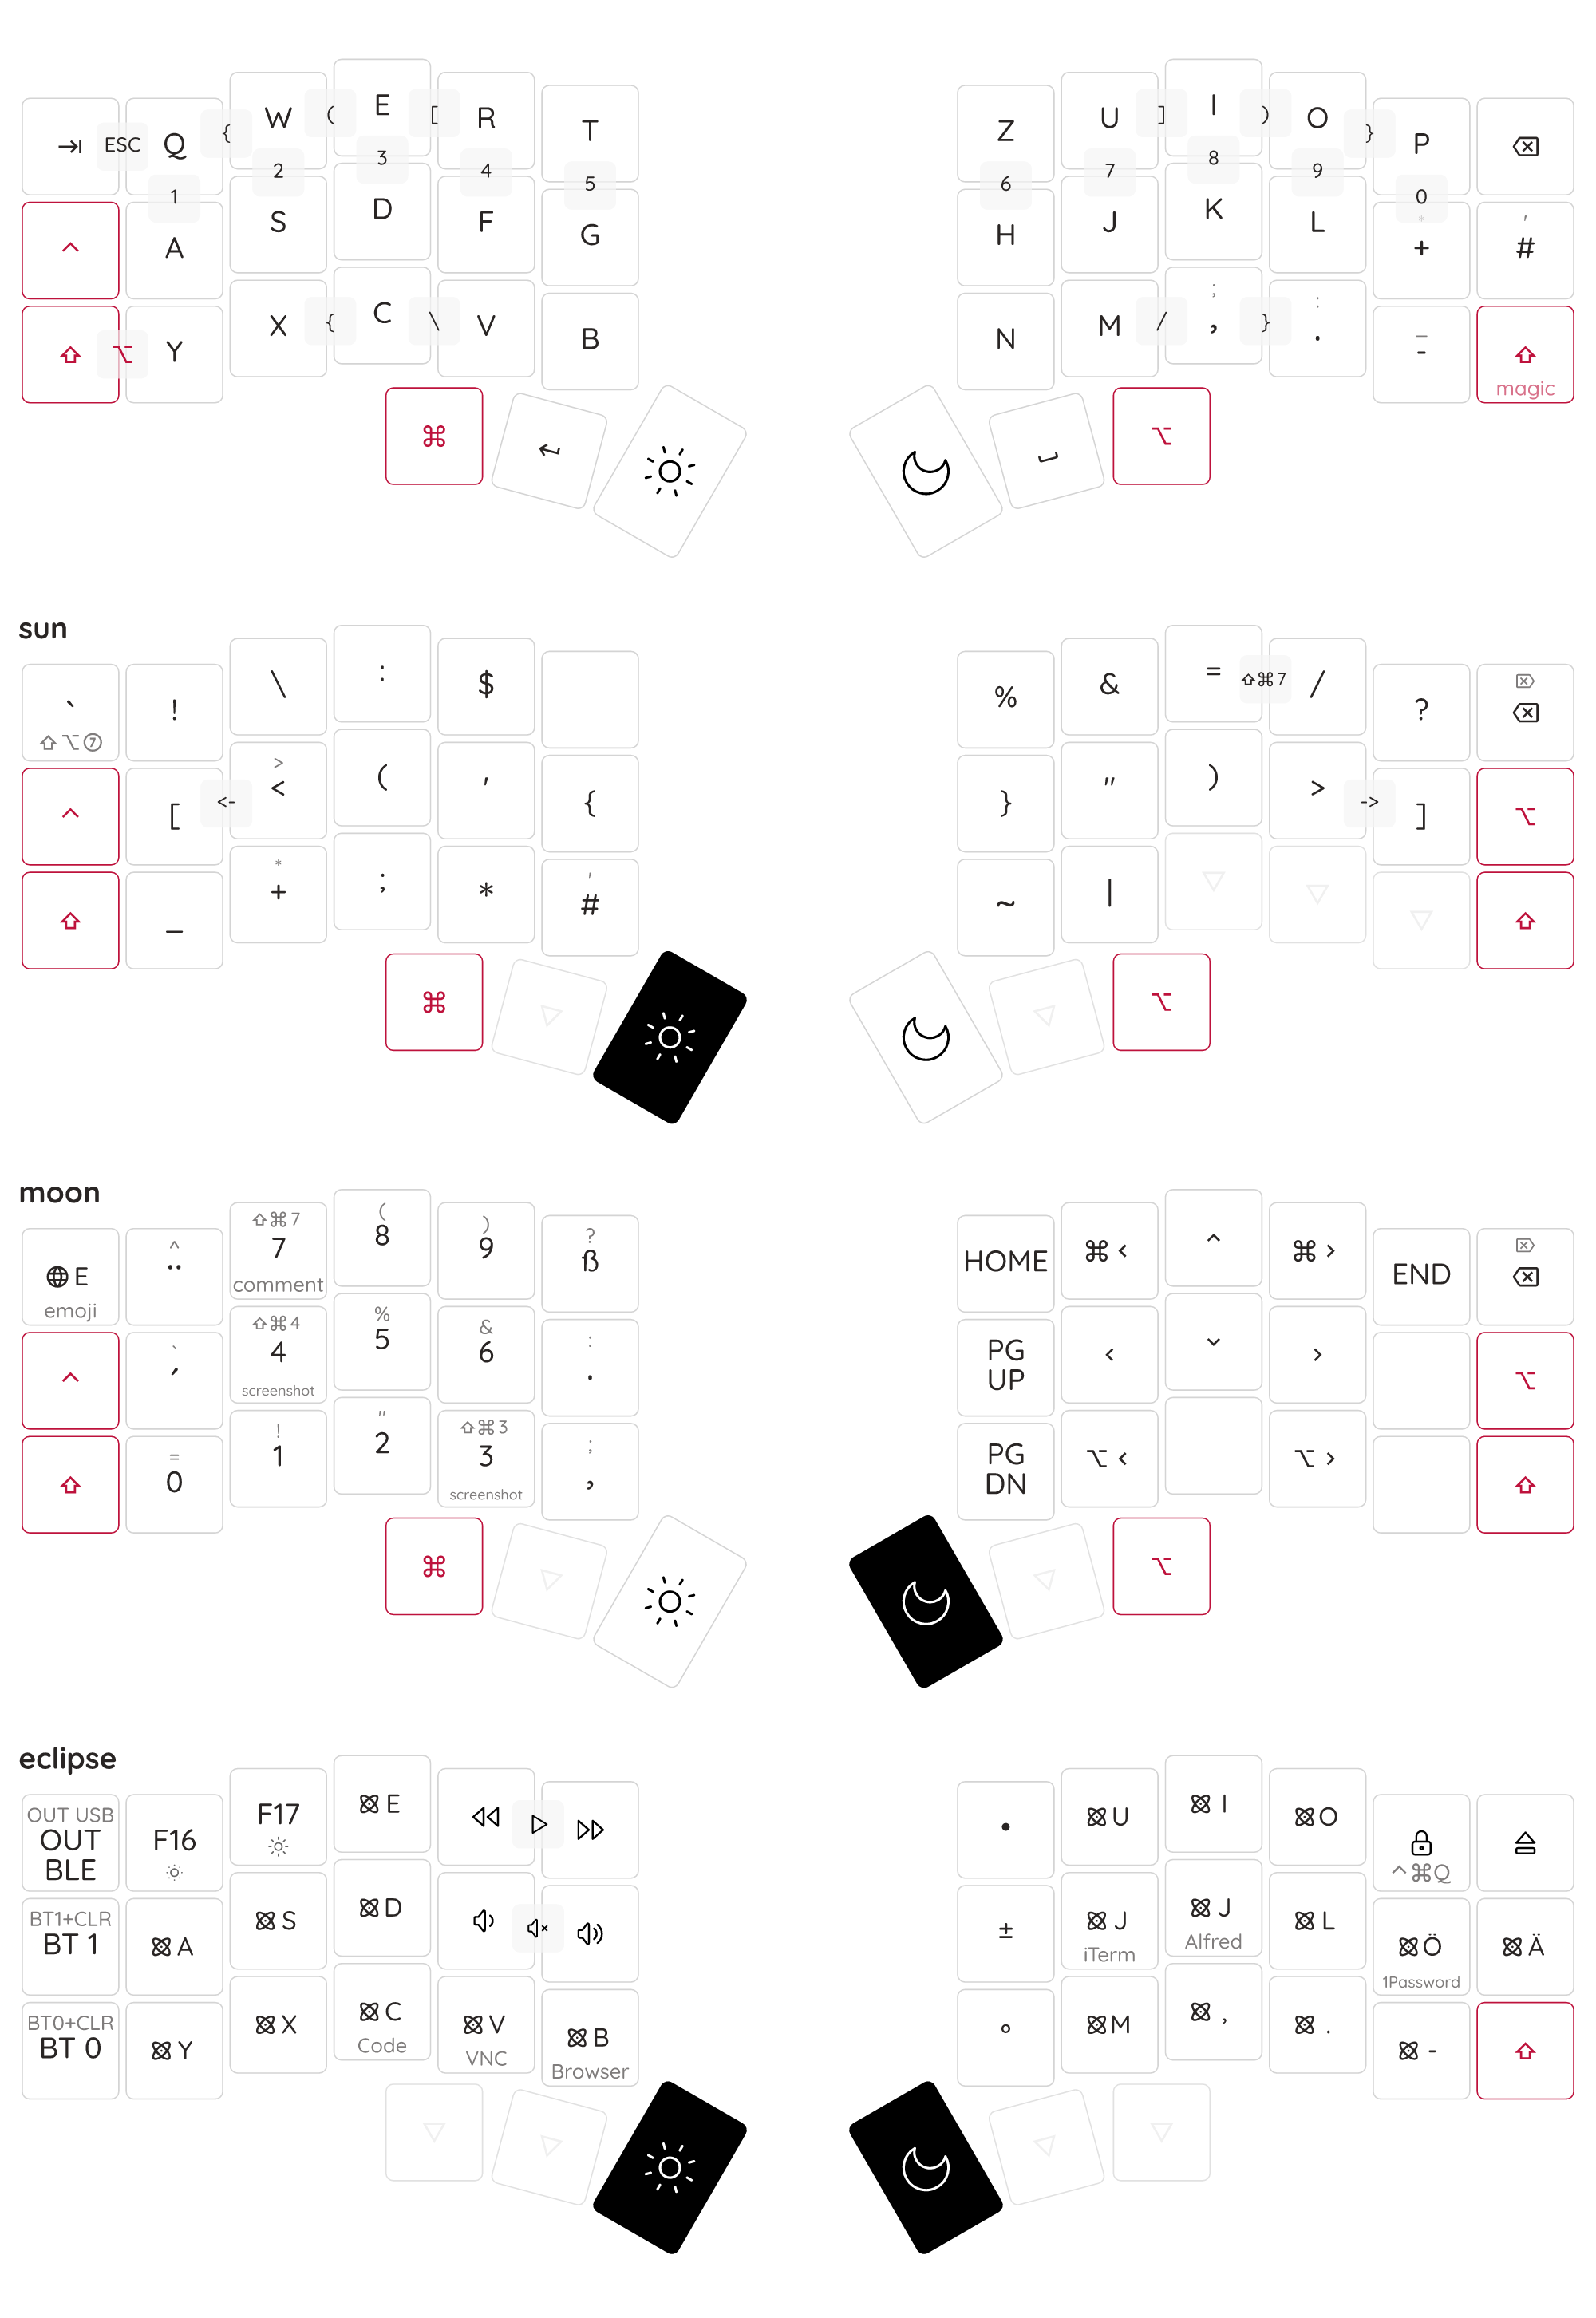 ⇥ ESC Q { W ( E [ R T Z U ] I ) O } P ⌫
1 2 3 4 5 6 7 8 9 0
^ A S D F G H J K L * + ' #
⇧ ⌥ Y X { C \ V B N M / ; , } : . _ - ⇧
magic
⌘ ↵ ␣ ⌥
sun
` ! \ : $ % & = ⇧⌘7 / ? ⌦ ⌫
⇧⌥⑦
^ [ <- > < ( ' { } " ) > -> ] ⌥
⇧ _ * + ; * ' # ~ | ⇧
⌘ ⌥
moon
🌐 E ^ ¨ ⇧⌘7 7 ( 8 ) 9 ? ß HOME ⌘ < ^ ⌘ > END ⌦ ⌫
emoji comment
^ ` ´ ⇧⌘4 4 % 5 & 6 : . PG UP < ⌄ > ⌥
screenshot
⇧ = 0 ! 1 " 2 ⇧⌘3 3 ; , PG DN ⌥ < ⌥ > ⇧
screenshot
⌘ ⌥
eclipse
OUT USB
OUT BLE F16 F17 E U I O
^⌘Q
BT1+CLR
BT 1 A S D ± J J L Ö Ä
iTerm Alfred 1Password
BT0+CLR
BT 0 Y X C V B ° M , . - ⇧
Code VNC Browser